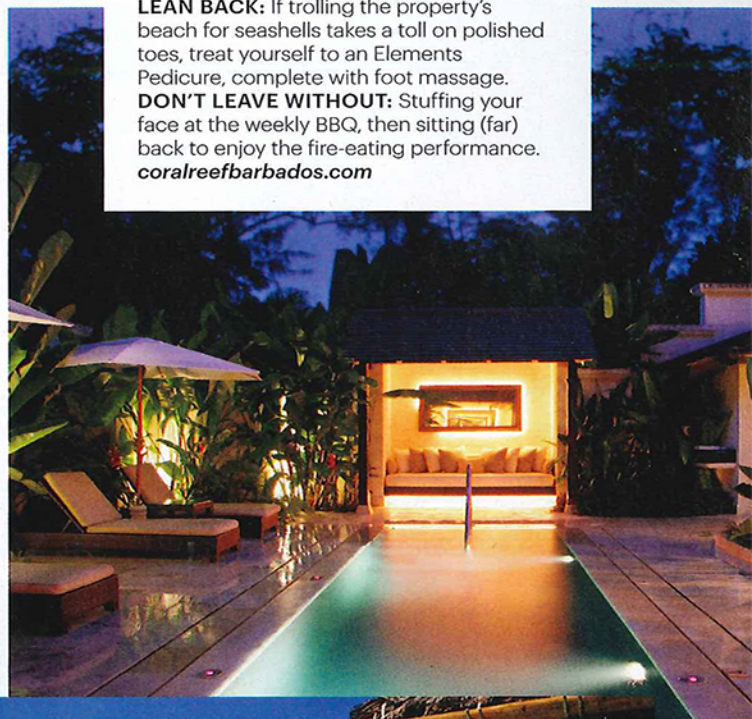 LEAN BACK: If trolling the property's
beach for seashells takes a toll on polished
toes, treat yourself to an Elements
Pedicure, complete with foot massage.
DON'T LEAVE WITHOUT: Stuffing your
face at the weekly BBQ, then sitting (far)
back to enjoy the fire-eating performance.
coralreefbarbados.com